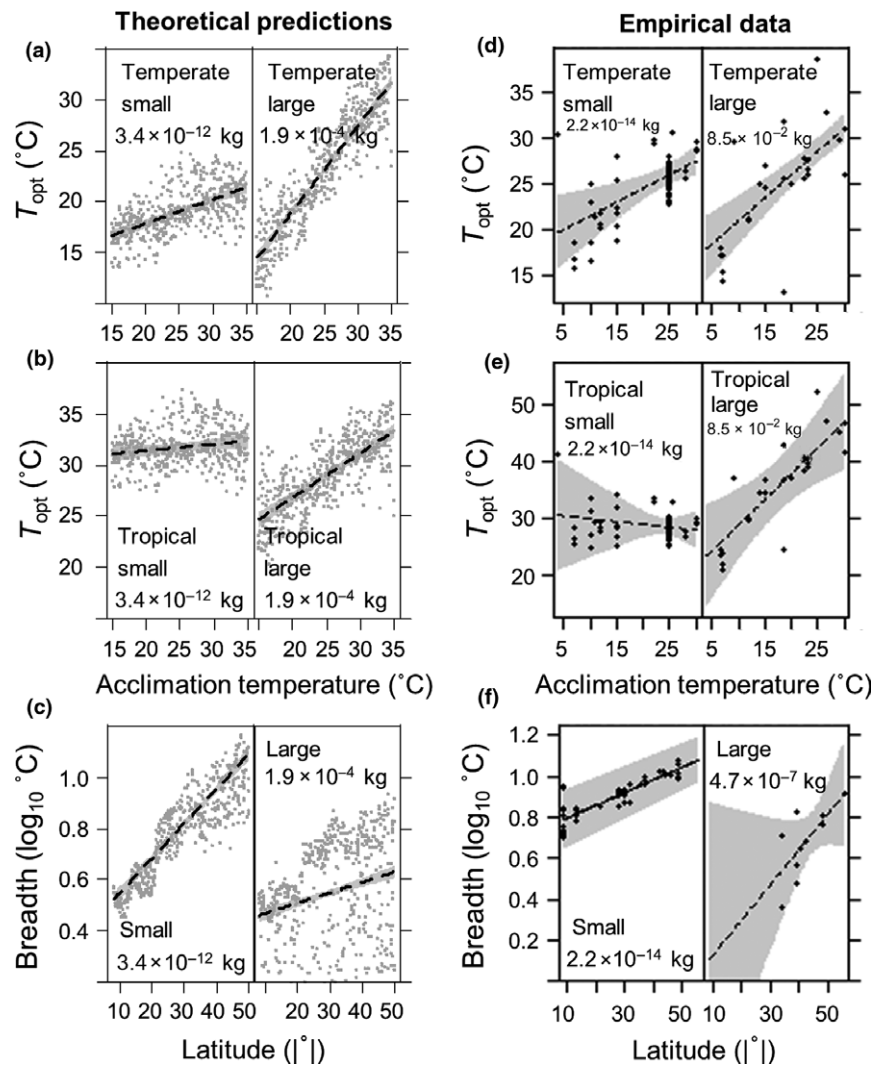 Theoretical predictions
Empirical data
(a)
Temperate small 3.4 × 10⁻¹² kg
Temperate large 1.9 × 10⁻⁴ kg
T_opt (˚C)
30
25
20
15
15 20 25 30 35
20 25 30 35
(d)
Temperate small 2.2×10⁻¹⁴ kg
Temperate large 8.5 × 10⁻² kg
T_opt (˚C)
35
30
25
20
15
5 15 25
5 15 25
(b)
Tropical small 3.4 × 10⁻¹² kg
Tropical large 1.9 × 10⁻⁴ kg
T_opt (˚C)
35
30
25
20
15 20 25 30 35
20 25 30 35
Acclimation temperature (˚C)
(e)
Tropical small 2.2 × 10⁻¹⁴ kg
Tropical large 8.5 × 10⁻² kg
T_opt (˚C)
50
40
30
20
5 15 25
5 15 25
Acclimation temperature (˚C)
(c)
Small 3.4 × 10⁻¹² kg
Large 1.9 × 10⁻⁴ kg
Breadth (log₁₀ ˚C)
1.0
0.8
0.6
0.4
10 20 30 40 50
10 20 30 40 50
Latitude (|˚|)
(f)
Small 2.2 × 10⁻¹⁴ kg
Large 4.7 × 10⁻⁷ kg
Breadth (log₁₀ ˚C)
1.2
1.0
0.8
0.6
0.4
0.2
10 30 50
10 30 50
Latitude (|˚|)